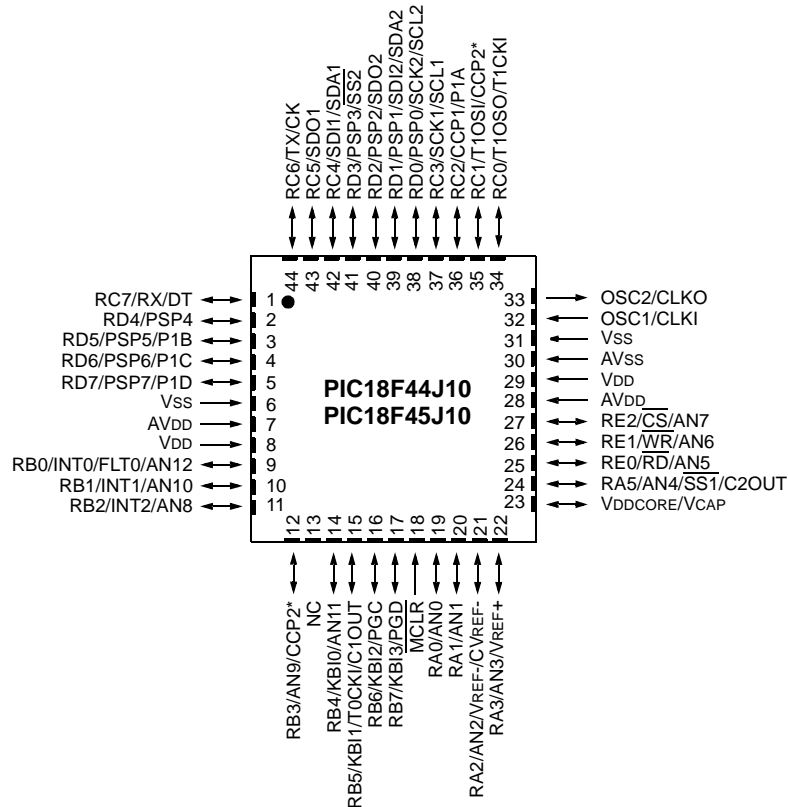 RC6/TX/CK
RC5/SDO1
RC4/SDI1/SDA1
RD3/PSP3/SS2
RD2/PSP2/SDO2
RD1/PSP1/SDI2/SDA2
RD0/PSP0/SCK2/SCL2
RC3/SCK1/SCL1
RC2/CCP1/P1A
RC1/T1OSI/CCP2*
RC0/T1OSO/T1CKI
44
43
42
41
40
39
38
37
36
35
34
RC7/RX/DT 1
RD4/PSP4 2
RD5/PSP5/P1B 3
RD6/PSP6/P1C 4
RD7/PSP7/P1D 5
VSS 6
AVDD 7
VDD 8
RB0/INT0/FLT0/AN12 9
RB1/INT1/AN10 10
RB2/INT2/AN8 11
PIC18F44J10
PIC18F45J10
33 OSC2/CLKO
32 OSC1/CLKI
31 VSS
30 AVSS
29 VDD
28 AVDD
27 RE2/CS/AN7
26 RE1/WR/AN6
25 RE0/RD/AN5
24 RA5/AN4/SS1/C2OUT
23 VDDCORE/VCAP
12
13
14
15
16
17
18
19
20
21
22
RB3/AN9/CCP2*
NC
RB4/KBI0/AN11
RB5/KBI1/T0CKI/C1OUT
RB6/KBI2/PGC
RB7/KBI3/PGD
MCLR
RA0/AN0
RA1/AN1
RA2/AN2/VREF-/CVREF-
RA3/AN3/VREF+